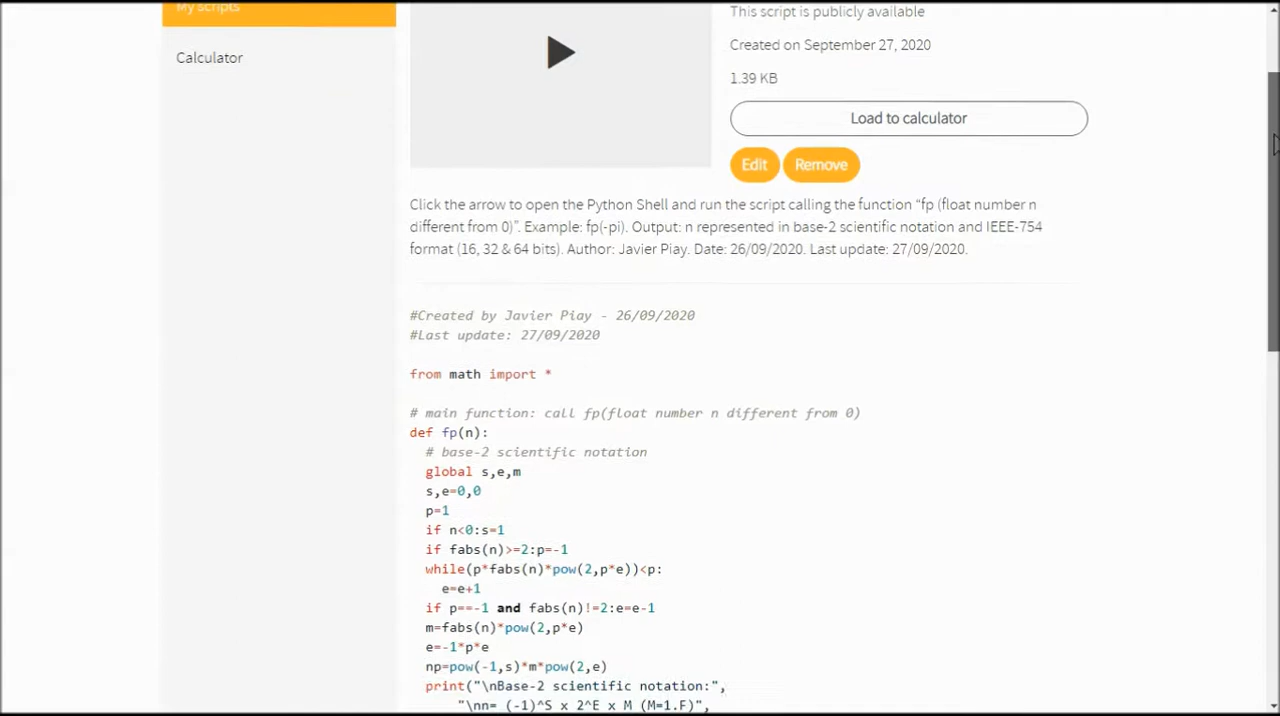 My scripts
Calculator
This script is publicly available
Created on September 27, 2020
1.39 KB
Load to calculator
Edit Remove
Click the arrow to open the Python Shell and run the script calling the function “fp (float number n
different from 0)”. Example: fp(-pi). Output: n represented in base-2 scientific notation and IEEE-754
format (16, 32 & 64 bits). Author: Javier Piay. Date: 26/09/2020. Last update: 27/09/2020.
#Created by Javier Piay - 26/09/2020
#Last update: 27/09/2020
from math import *
# main function: call fp(float number n different from 0)
def fp(n):
  # base-2 scientific notation
  global s,e,m
  s,e=0,0
  p=1
  if n<0:s=1
  if fabs(n)>=2:p=-1
  while(p*fabs(n)*pow(2,p*e))<p:
    e=e+1
  if p==-1 and fabs(n)!=2:e=e-1
  m=fabs(n)*pow(2,p*e)
  e=-1*p*e
  np=pow(-1,s)*m*pow(2,e)
  print("\nBase-2 scientific notation:",
      "\nn= (-1)^S x 2^E x M (M=1.F)",